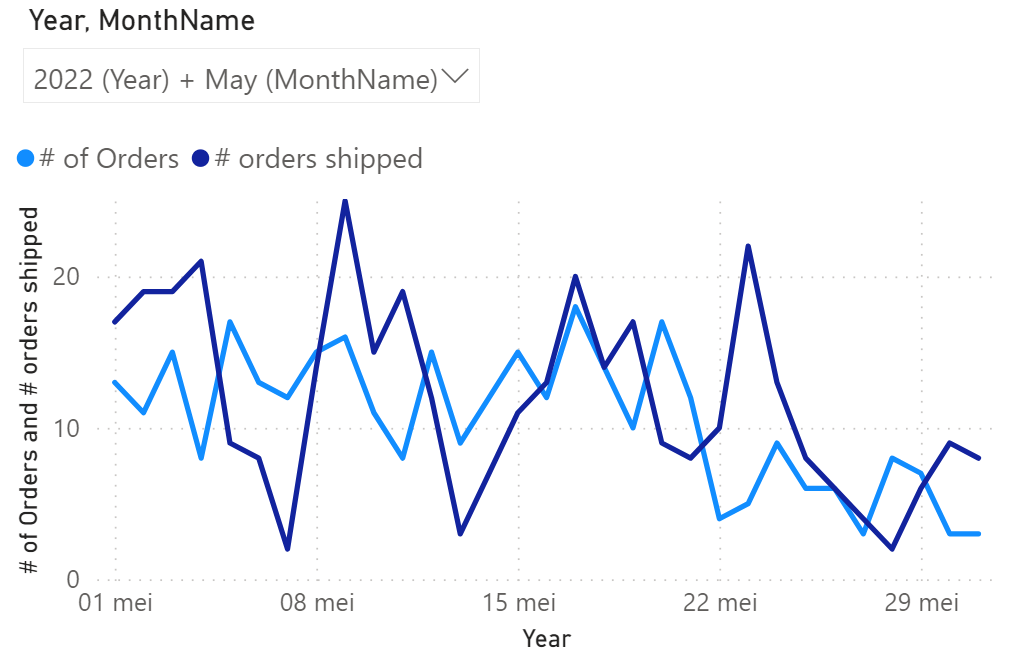 Year, MonthName
2022 (Year) + May (MonthName)
# of Orders # orders shipped
# of Orders and # orders shipped
20
10
0
01 mei 08 mei 15 mei 22 mei 29 mei
Year